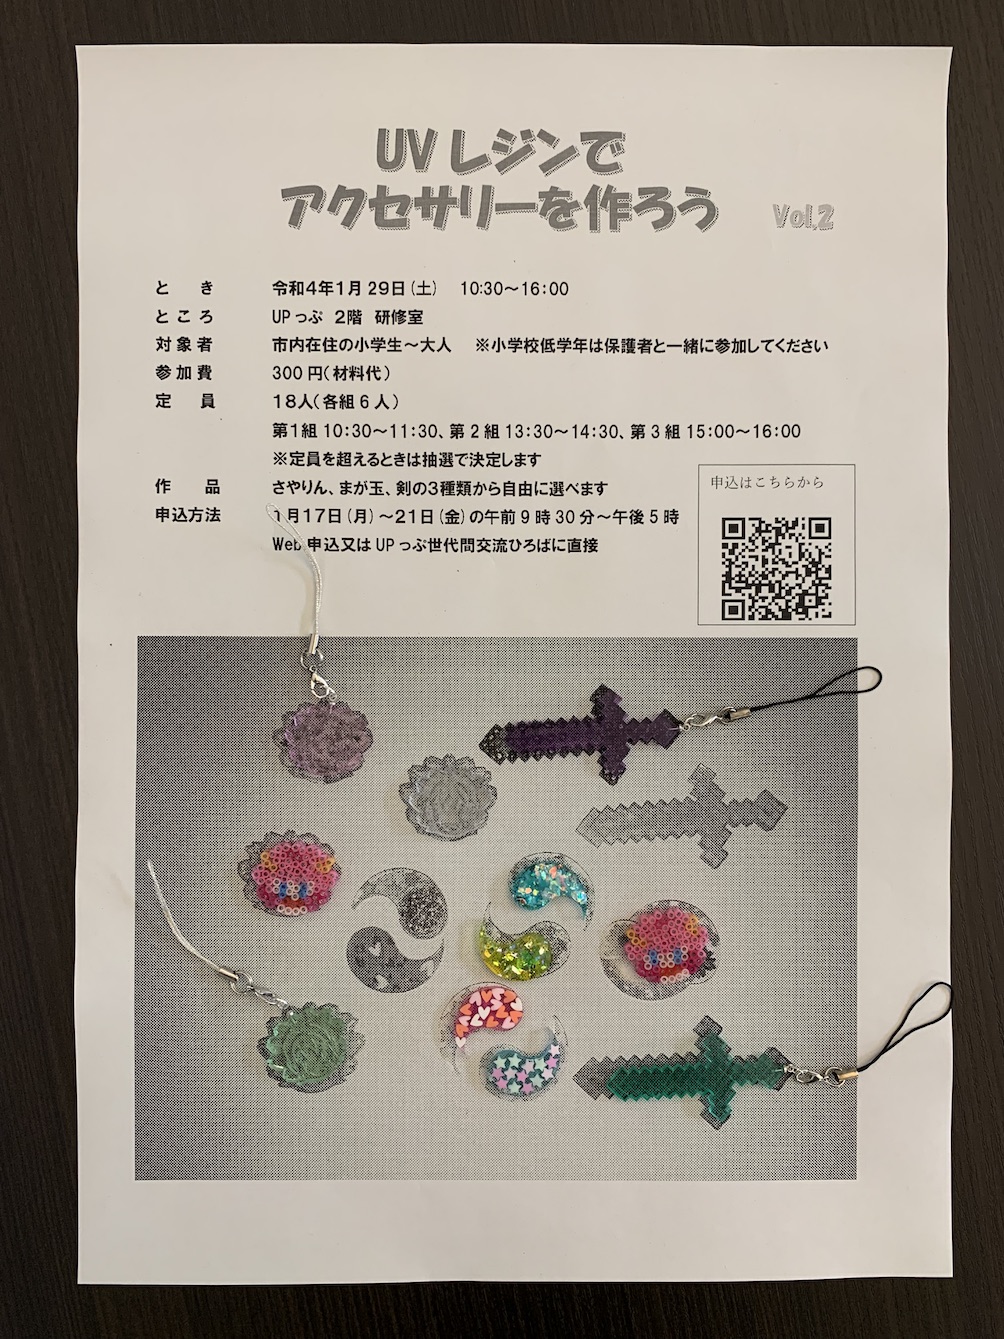 UVレジンで
アクセサリーを作ろう Vol.2
とき 令和4年1月29日(土) 10:30～16:00
ところ UPっぷ 2階 研修室
対象者 市内在住の小学生～大人 ※小学校低学年は保護者と一緒に参加してください
参加費 300円(材料代)
定員 18人(各組6人)
第1組10:30～11:30、第2組13:30～14:30、第3組15:00～16:00
※定員を超えるときは抽選で決定します
作品 さやりん、まが玉、剣の3種類から自由に選べます
申込はこちらから
申込方法 1月17日(月)～21日(金)の午前9時30分～午後5時
Web申込又はUPっぷ世代間交流ひろばに直接